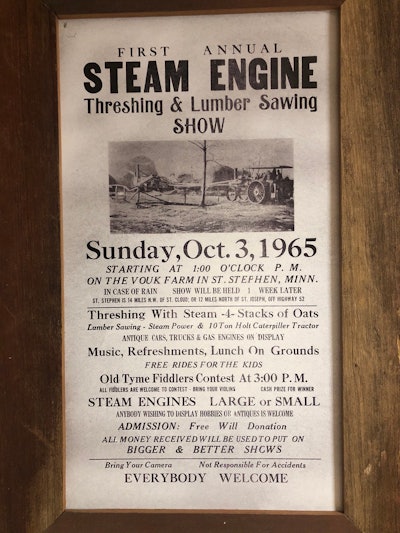 FIRST ANNUAL
STEAM ENGINE
Threshing & Lumber Sawing
SHOW
Sunday, Oct. 3, 1965
STARTING AT 1:00 O'CLOCK P. M.
ON THE VOUK FARM IN ST. STEFHEN, MINN.
IN CASE OF RAIN SHOW WILL BE HELD 1 WEEK LATER
ST. STEPHEN IS 14 MILES N.W. OF ST. CLOUD; OR 12 MILES NORTH OF ST. JOSEPH, OFF HIGHWAY 52
Threshing With Steam -4- Stacks of Oats
Lumber Sawing - Steam Power & 10 Ton Holt Caterpiller Tractor
ANTIQUE CARS, TRUCKS & GAS ENGINES ON DISPLAY
Music, Refreshments, Lunch On Grounds
FREE RIDES FOR THE KIDS
Old Tyme Fiddlers Contest At 3:00 P. M.
ALL FIDDLERS ARE WELCOME TO CONTEST - BRING YOUR VIOLINS CASH PRIZE FOR WINNER
STEAM ENGINES LARGE or SMALL
ANYBODY WISHING TO DISPLAY HOBBIES OR ANTIQUES IS WELCOME
ADMISSION: Free Will Donation
ALL MONEY RECEIVED WILL BE USED TO PUT ON
BIGGER & BETTER SHOWS
Bring Your Camera Not Responsible For Accidents
EVERYBODY WELCOME